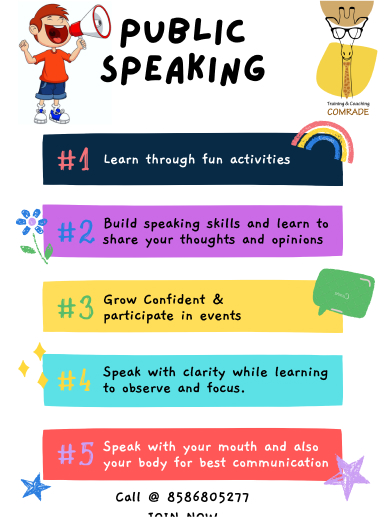 PUBLIC
SPEAKING
Training & Coaching
COMRADE
#1 Learn through fun activities
#2 Build speaking skills and learn to
share your thoughts and opinions
#3 Grow Confident &
participate in events
#4 Speak with clarity while learning
to observe and focus.
#5 Speak with your mouth and also
your body for best communication
Call @ 8586805277
JOIN NOW